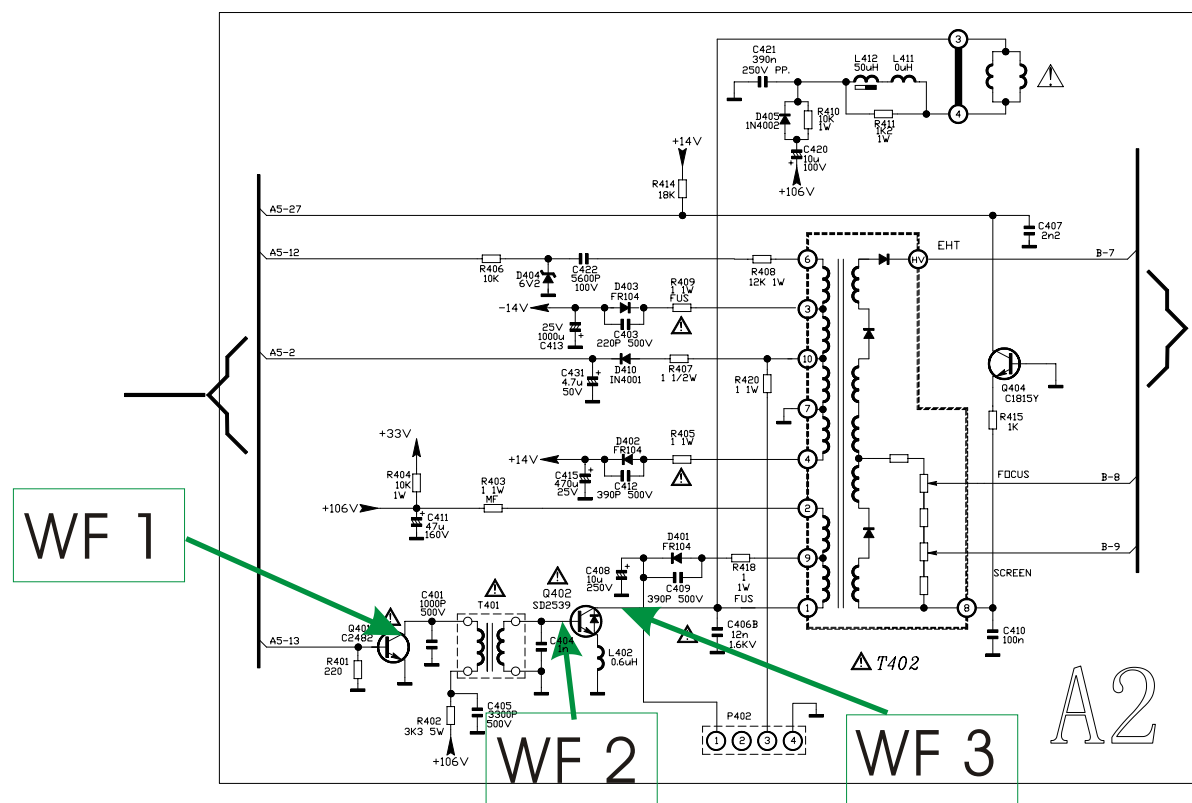 C421
390n
250V PP.
L412
50uH
L411
0uH
3
4
D405
1N4002
R410
10K
1W
R411
1K2
1W
C420
10u
100V
+
+106V
+14V
R414
18K
A5-27
C407
2n2
A5-12
R406
10K
D404
6V2
C422
5600P
100V
R408
12K 1W
6
EHT
HV
B-7
D403
FR104
R409
1 1W
FUS
-14V
25V
1000u
C413
+
C403
220P 500V
3
A5-2
C431
4.7u
50V
+
D410
IN4001
R407
1 1/2W
R420
1 1W
10
Q404
C1815Y
R415
1K
7
+33V
R404
10K
1W
+14V
D402
FR104
R405
1 1W
C415
470u
25V
+
C412
390P 500V
4
FOCUS
B-8
R403
1 1W
MF
+106V
C411
47u
160V
+
2
WF 1
D401
FR104
C408
10u
250V
+
C409
390P 500V
R418
1
1W
FUS
9
B-9
SCREEN
Q402
SD2539
C401
1000P
500V
T401
1
8
Q401
C2482
C404
1n
C406B
12n
1.6KV
C410
100n
A5-13
R401
220
L402
0.6uH
T402
A2
R402
3K3 5W
C405
3300P
500V
+106V
P402
1
2
3
4
WF 2
WF 3